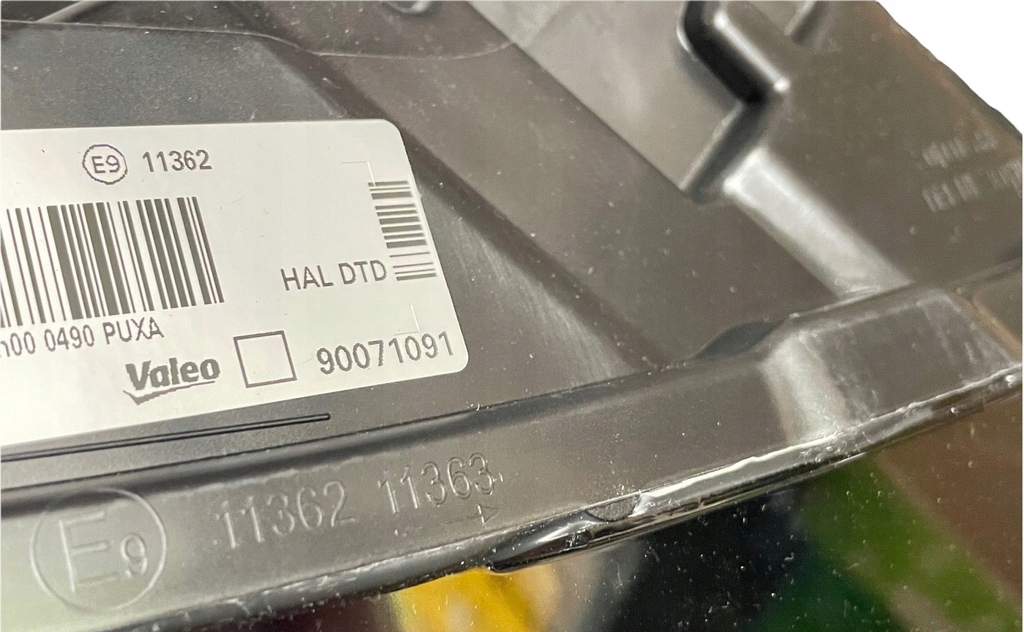 E9 11362
HAL DTD
00 0490 PUXA
Valeo
90071091
E9 11362 11363